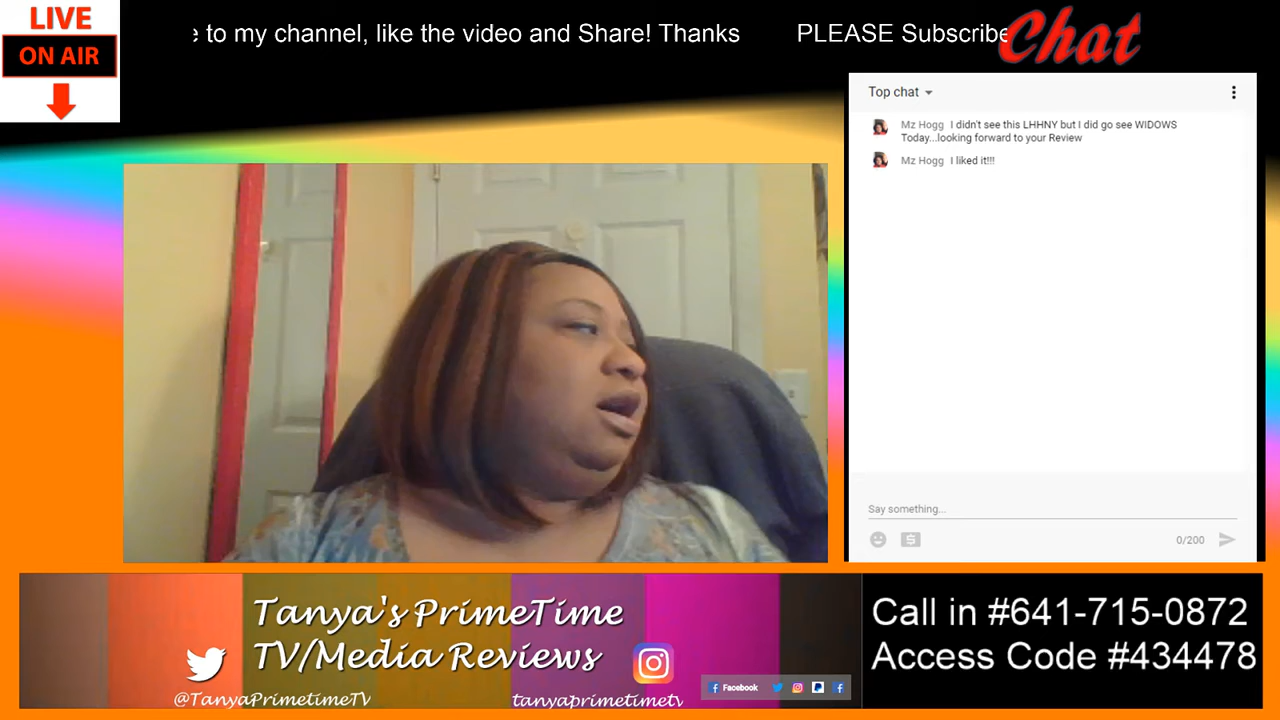 LIVE
ON AIR
e to my channel, like the video and Share! Thanks PLEASE Subscribe
Chat
Top chat
Mz Hogg I didn't see this LHHNY but I did go see WIDOWS
Today...looking forward to your Review
Mz Hogg I liked it!!!
Say something...
0/200
Tanya's PrimeTime
TV/Media Reviews
@TanyaPrimetimeTV
tanyaprimetimetv
Facebook
Call in #641-715-0872
Access Code #434478